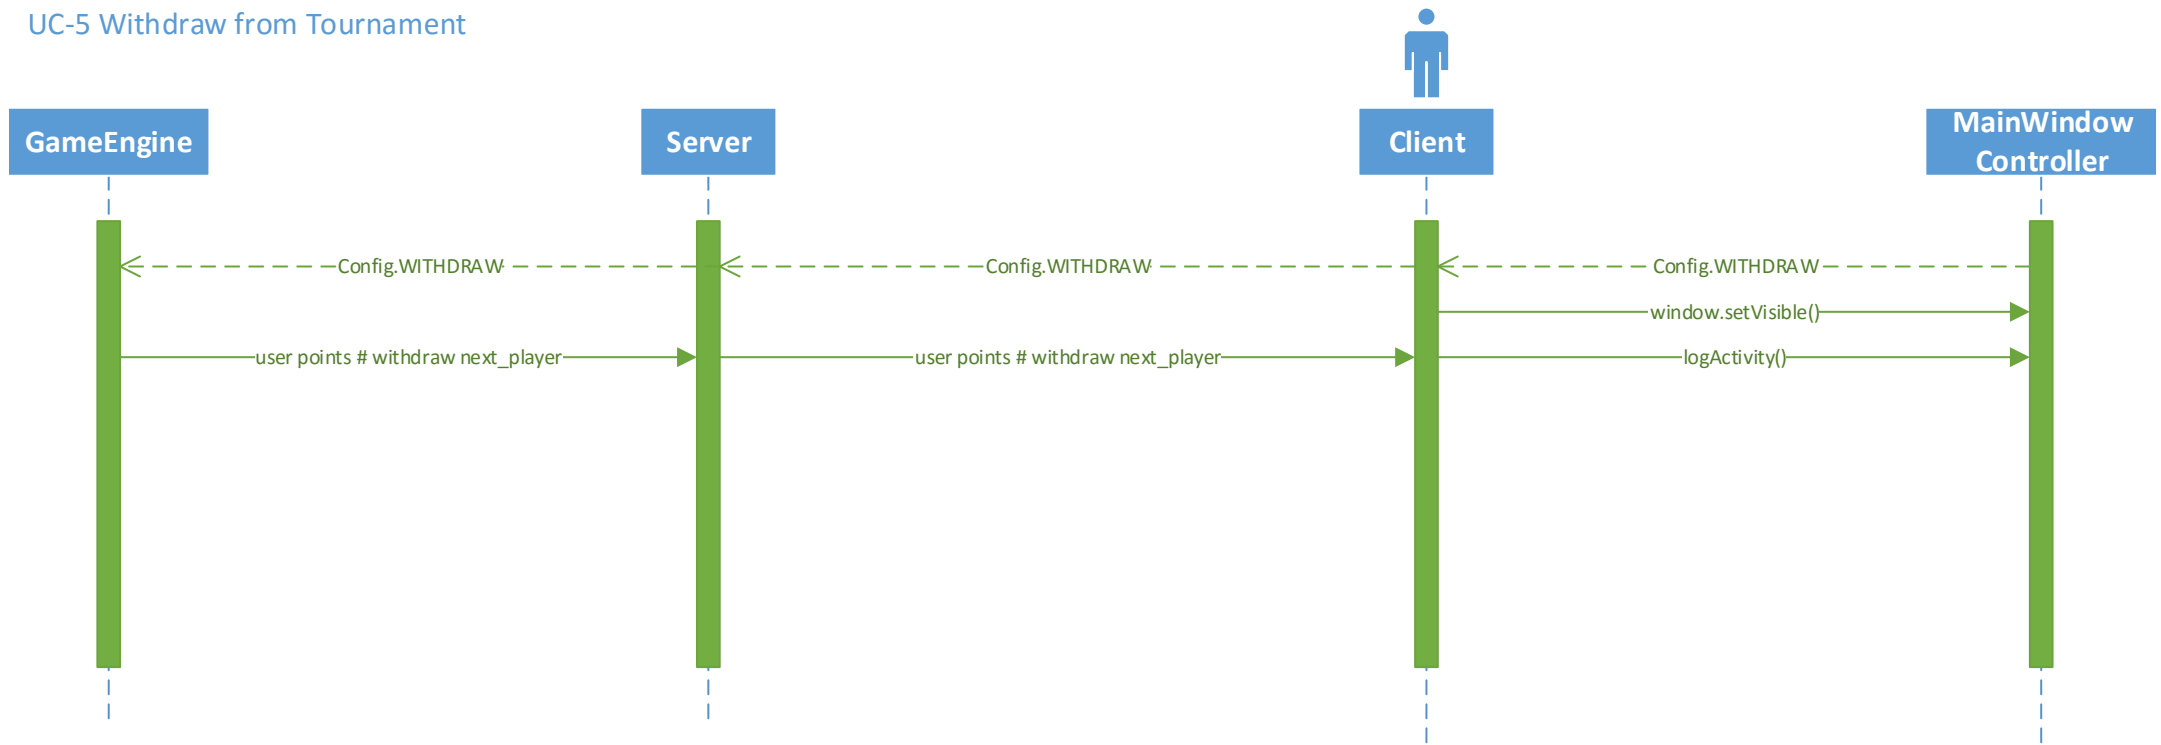 UC-5 Withdraw from Tournament
GameEngine
Server
Client
MainWindow
Controller
Config.WITHDRAW
Config.WITHDRAW
Config.WITHDRAW
window.setVisible()
user points # withdraw next_player
user points # withdraw next_player
logActivity()